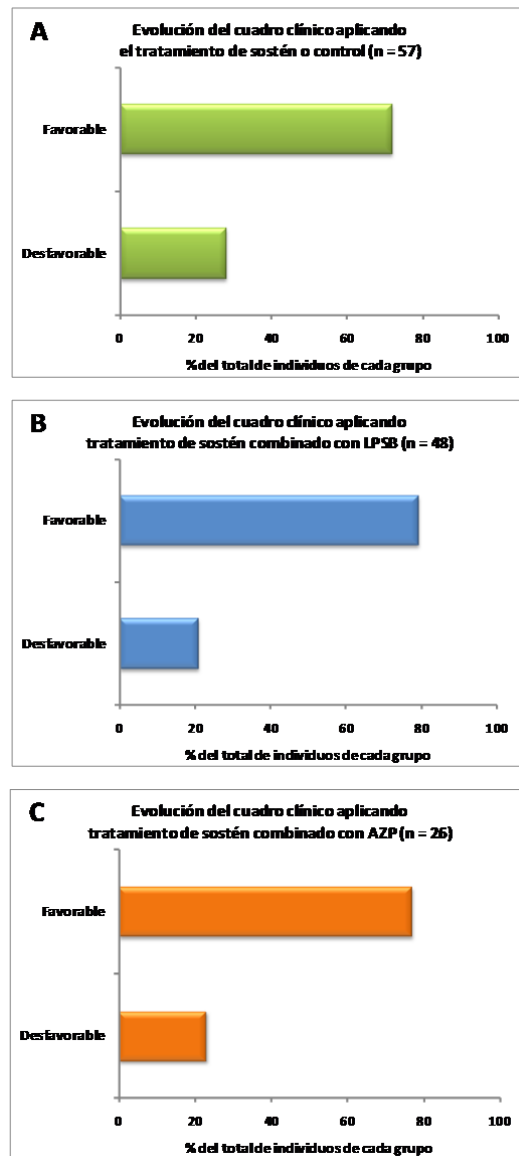 A
Evolución del cuadro clínico aplicando
el tratamiento de sostén o control (n = 57)
Favorable
Desfavorable
0 20 40 60 80 100
% del total de individuos de cada grupo
B
Evolución del cuadro clínico aplicando
tratamiento de sostén combinado con LPSB (n = 48)
Favorable
Desfavorable
0 20 40 60 80 100
% del total de individuos de cada grupo
C
Evolución del cuadro clínico aplicando
tratamiento de sostén combinado con AZP (n = 26)
Favorable
Desfavorable
0 20 40 60 80 100
% del total de individuos de cada grupo